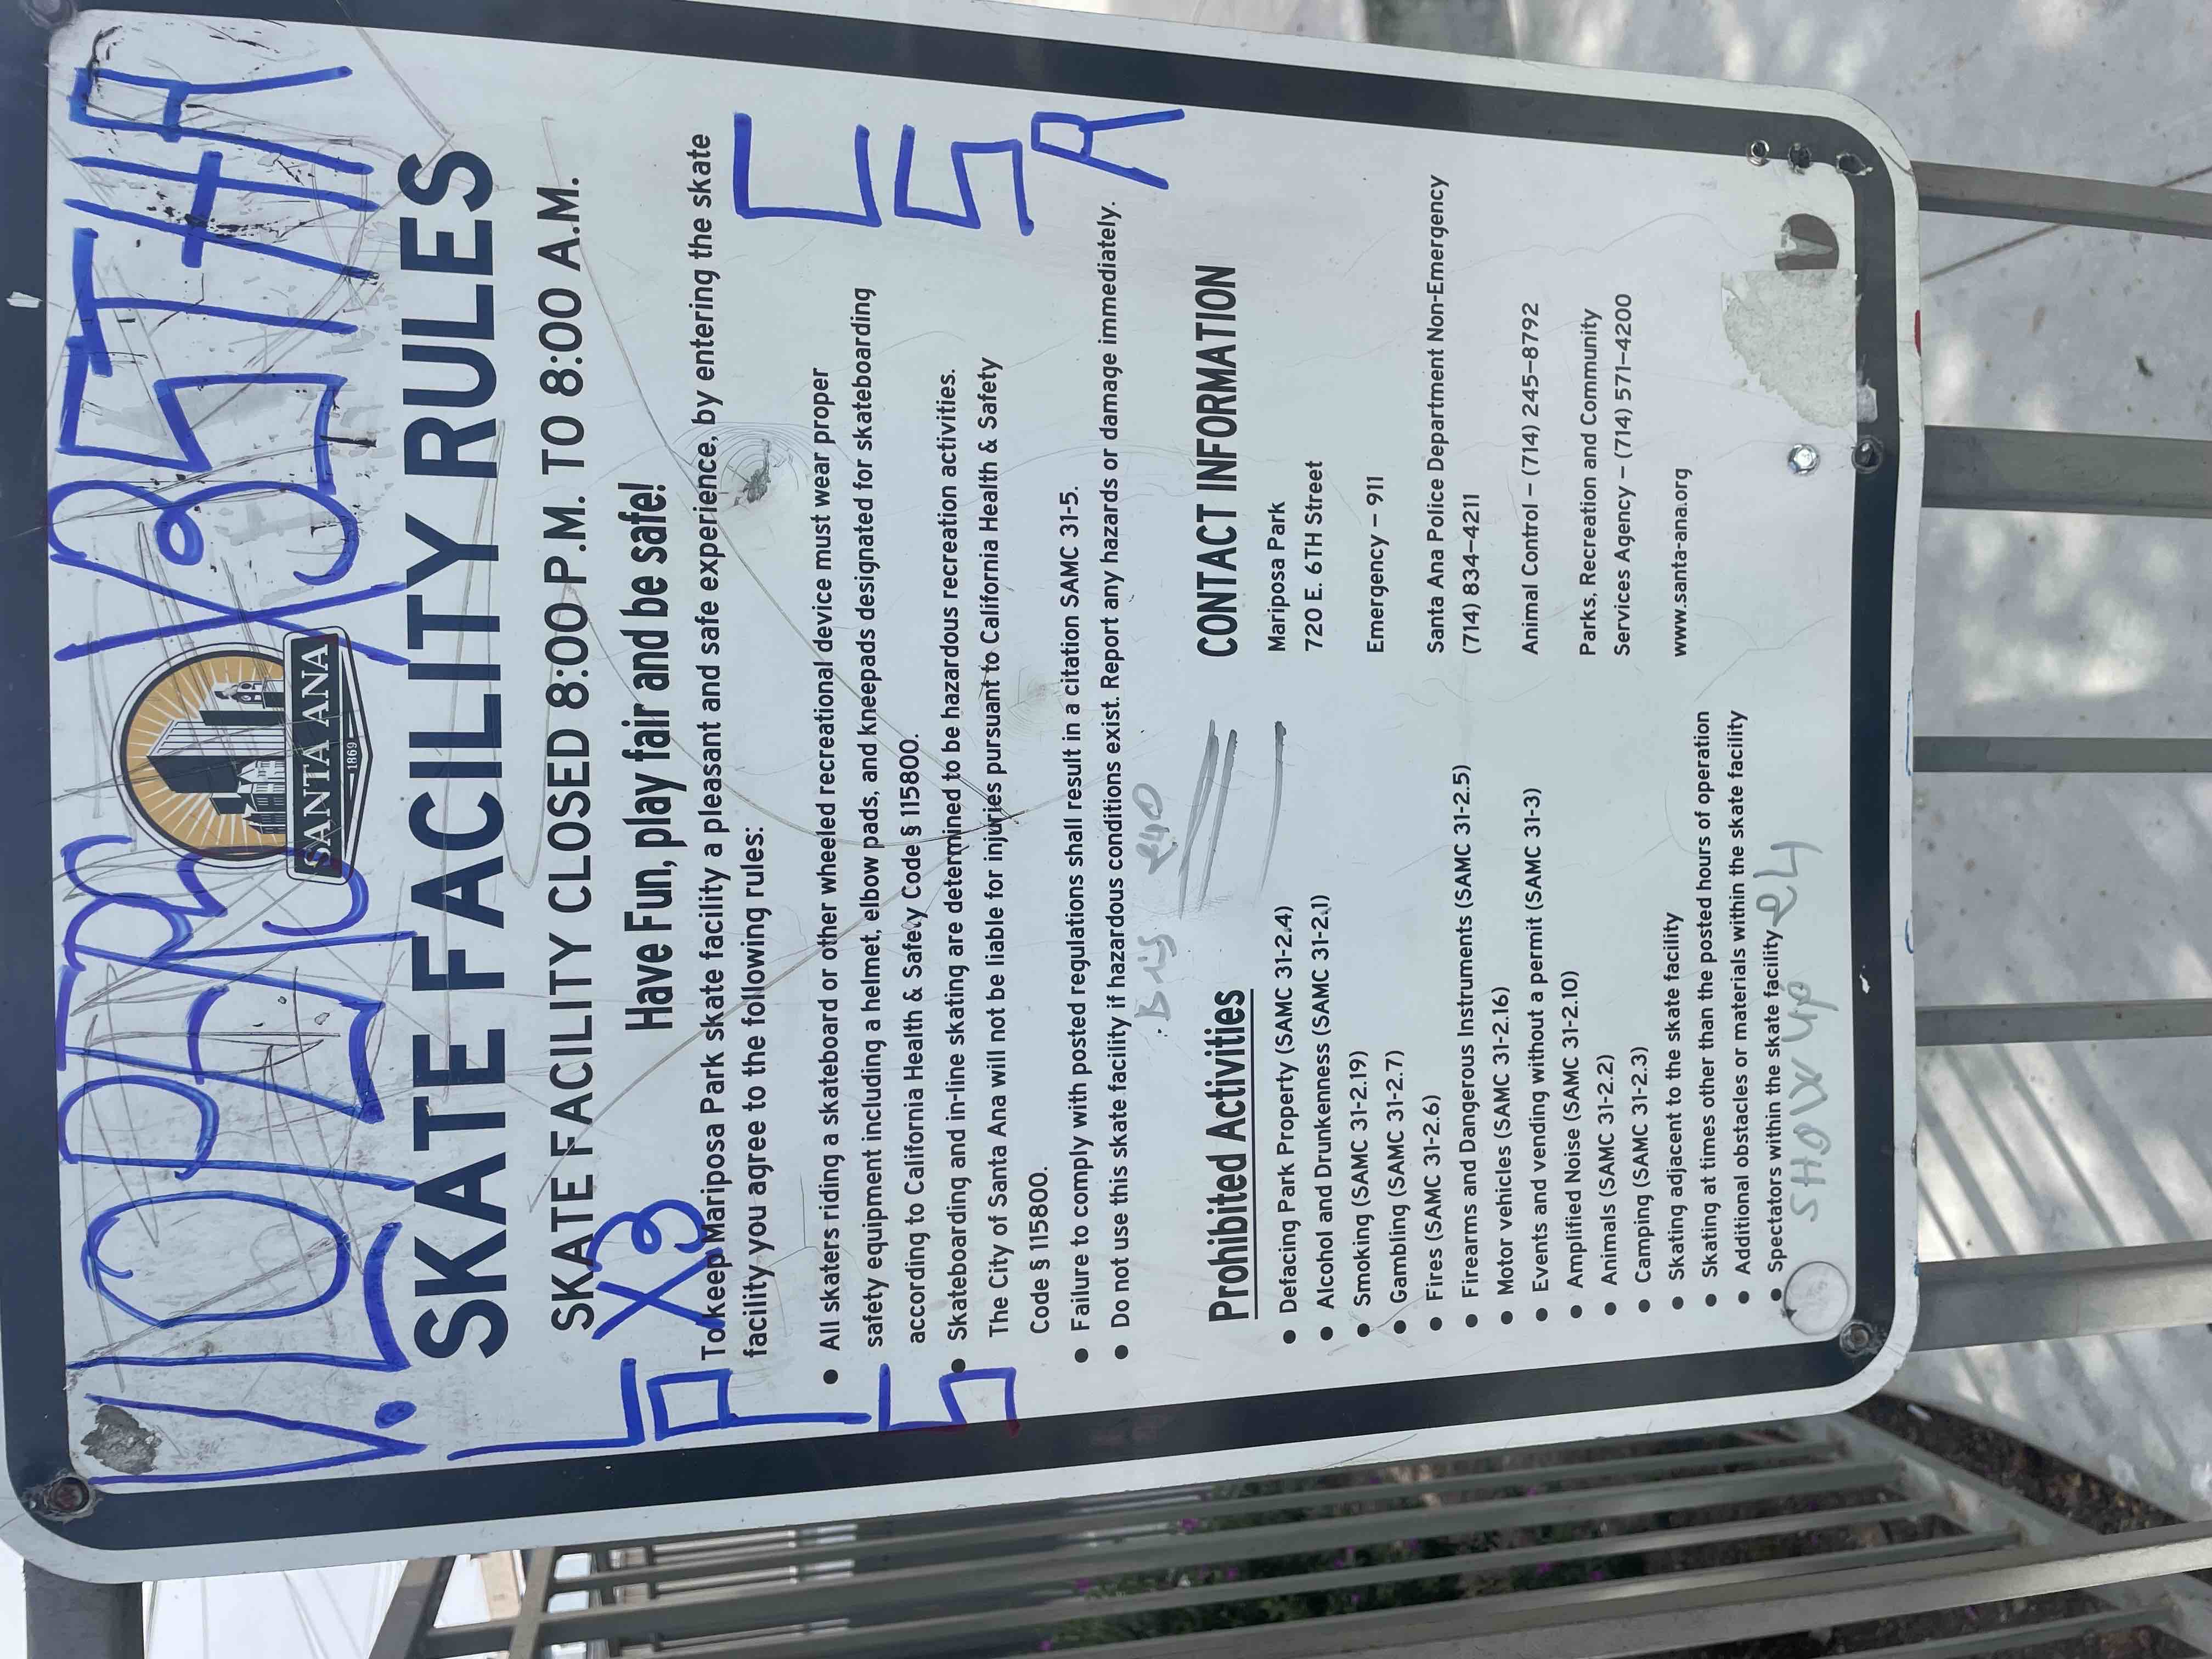 SANTA ANA
1869
SKATE FACILITY RULES
SKATE FACILITY CLOSED 8:00 P.M. TO 8:00 A.M.
Have Fun, play fair and be safe!
To keep Mariposa Park skate facility a pleasant and safe experience, by entering the skate
facility you agree to the following rules:
• All skaters riding a skateboard or other wheeled recreational device must wear proper
safety equipment including a helmet, elbow pads, and kneepads designated for skateboarding
according to California Health & Safety Code § 115800.
• Skateboarding and in-line skating are determined to be hazardous recreation activities.
The City of Santa Ana will not be liable for injuries pursuant to California Health & Safety
Code § 115800.
• Failure to comply with posted regulations shall result in a citation SAMC 31-5.
• Do not use this skate facility if hazardous conditions exist. Report any hazards or damage immediately.
Prohibited Activities
• Defacing Park Property (SAMC 31-2.4)
• Alcohol and Drunkenness (SAMC 31-2.1)
• Smoking (SAMC 31-2.19)
• Gambling (SAMC 31-2.7)
• Fires (SAMC 31-2.6)
• Firearms and Dangerous Instruments (SAMC 31-2.5)
• Motor vehicles (SAMC 31-2.16)
• Events and vending without a permit (SAMC 31-3)
• Amplified Noise (SAMC 31-2.10)
• Animals (SAMC 31-2.2)
• Camping (SAMC 31-2.3)
• Skating adjacent to the skate facility
• Skating at times other than the posted hours of operation
• Additional obstacles or materials within the skate facility
• Spectators within the skate facility
SHOW UP
CONTACT INFORMATION
Mariposa Park
720 E. 6TH Street
Emergency – 911
Santa Ana Police Department Non-Emergency
(714) 834–4211
Animal Control – (714) 245–8792
Parks, Recreation and Community
Services Agency – (714) 571–4200
www.santa-ana.org